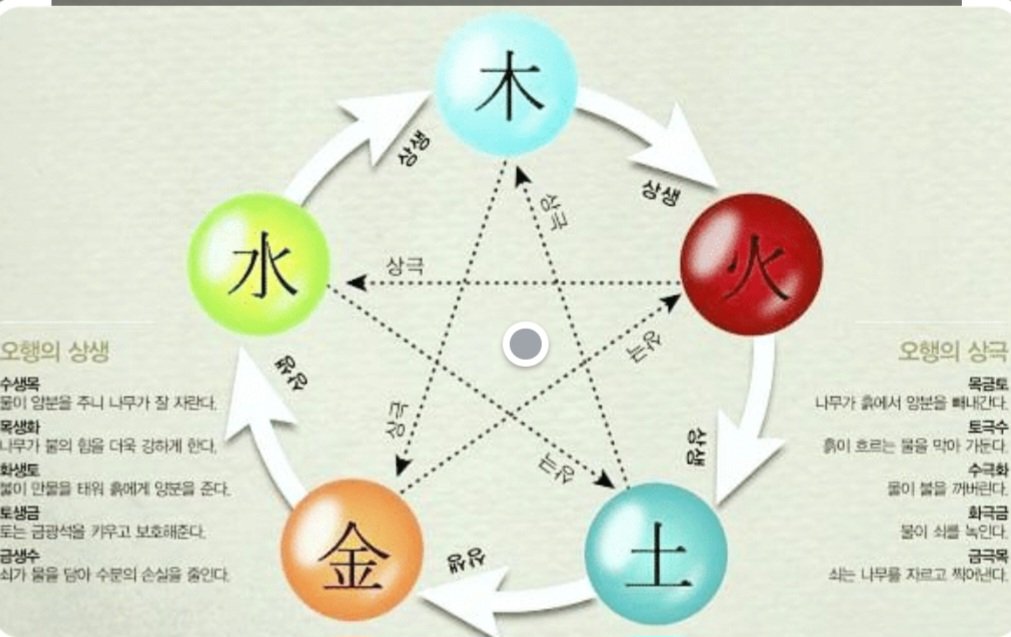 木
상생
상생
상극
水
상극
火
상극
오행의 상생
수생목
물이 양분을 주니 나무가 잘 자란다.
목생화
나무가 불의 힘을 더욱 강하게 한다.
화생토
불이 만물을 태워 흙에게 양분을 준다.
토생금
토는 금광석을 키우고 보호해준다.
금생수
쇠가 물을 담아 수분의 손실을 줄인다.
상생
상극
상극
상생
오행의 상극
목금토
나무가 흙에서 양분을 빼내간다.
토극수
흙이 흐르는 물을 막아 가둔다.
수극화
물이 불을 꺼버린다.
화극금
불이 쇠를 녹인다.
금극목
쇠는 나무를 자르고 찍어낸다.
金
상생
土